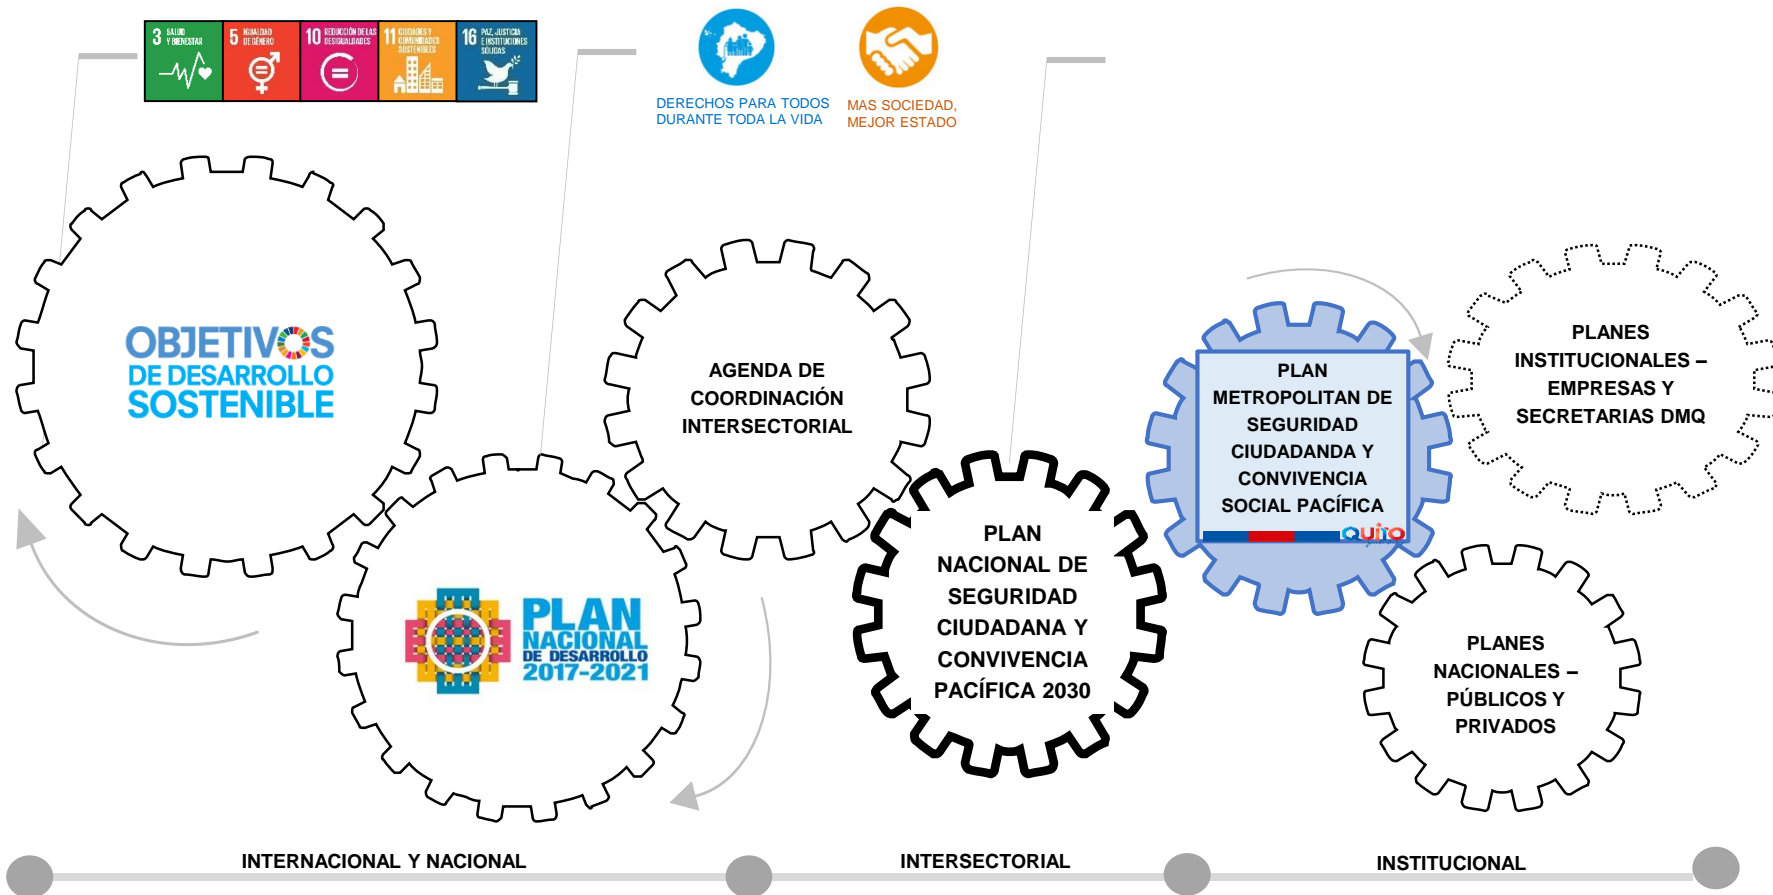 3 SALUD
Y BIENESTAR
5 IGUALDAD
DE GÉNERO
10 REDUCCIÓN DE LAS
DESIGUALDADES
11 CIUDADES Y
COMUNIDADES
SOSTENIBLES
16 PAZ, JUSTICIA
E INSTITUCIONES
SÓLIDAS
DERECHOS PARA TODOS
DURANTE TODA LA VIDA
MAS SOCIEDAD,
MEJOR ESTADO
OBJETIVOS
DE DESARROLLO
SOSTENIBLE
PLAN
NACIONAL
DE DESARROLLO
2017-2021
AGENDA DE
COORDINACIÓN
INTERSECTORIAL
PLAN
NACIONAL DE
SEGURIDAD
CIUDADANA Y
CONVIVENCIA
PACÍFICA 2030
PLAN
METROPOLITAN DE
SEGURIDAD
CIUDADANDA Y
CONVIVENCIA
SOCIAL PACÍFICA
QUITO
PLANES
INSTITUCIONALES –
EMPRESAS Y
SECRETARIAS DMQ
PLANES
NACIONALES –
PÚBLICOS Y
PRIVADOS
INTERNACIONAL Y NACIONAL
INTERSECTORIAL
INSTITUCIONAL